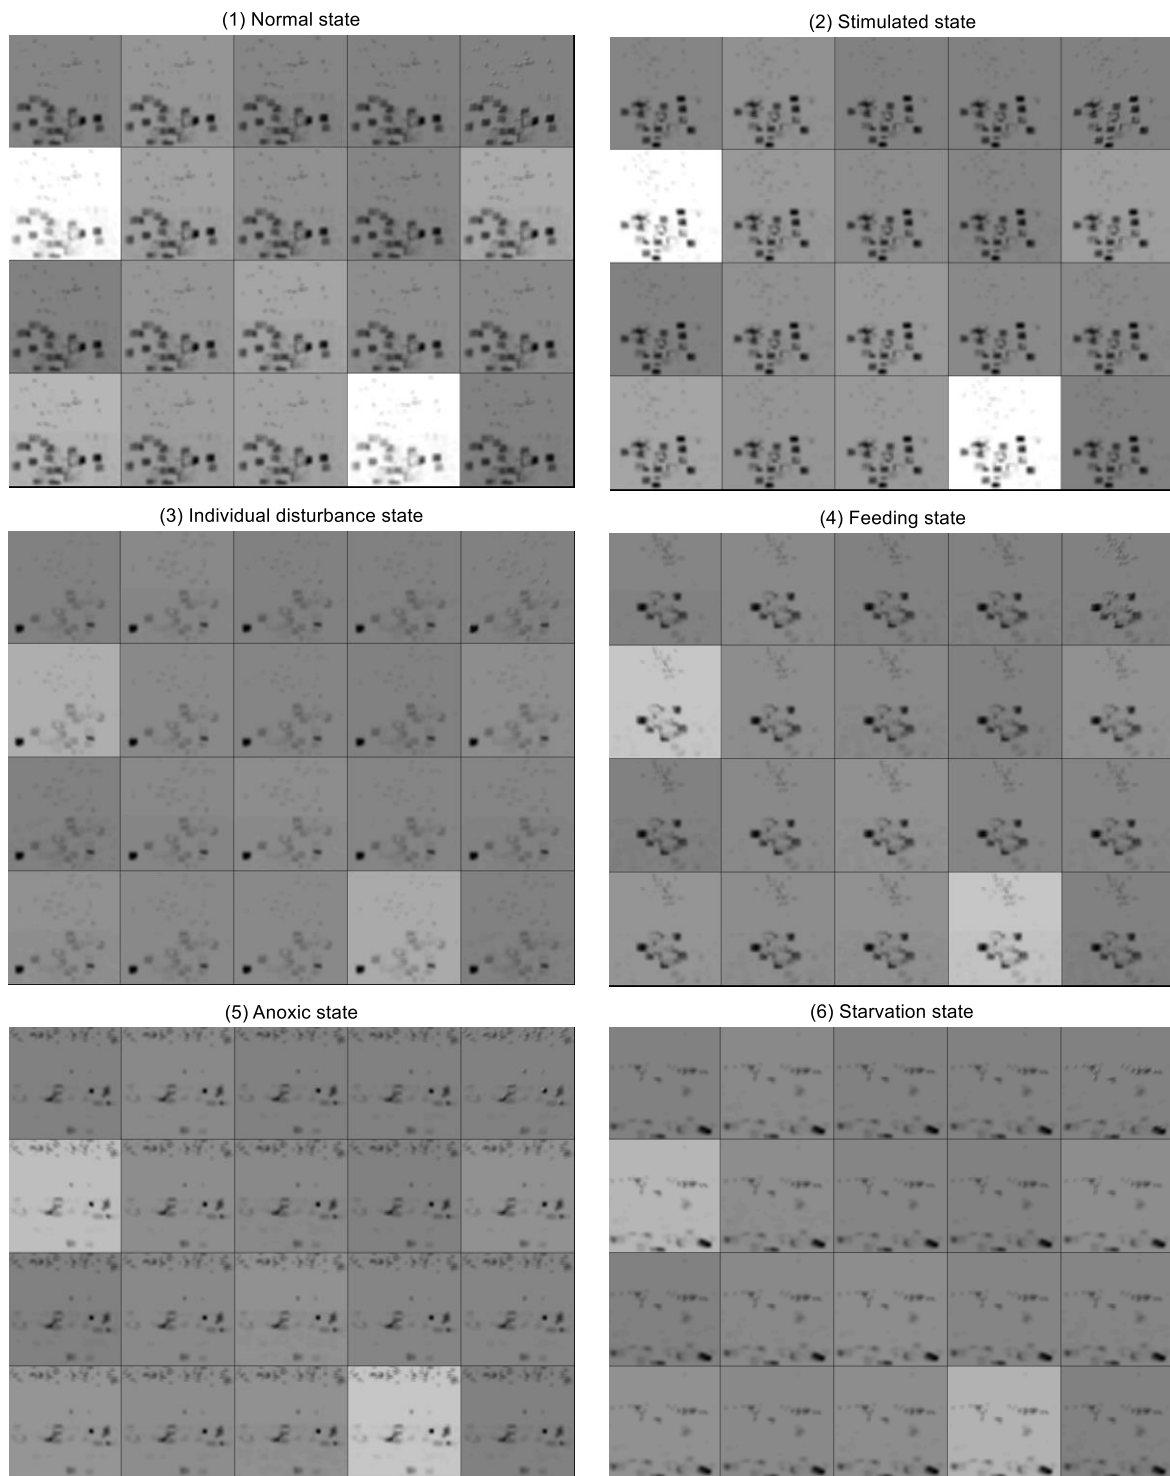 (1) Normal state
(2) Stimulated state
(3) Individual disturbance state
(4) Feeding state
(5) Anoxic state
(6) Starvation state